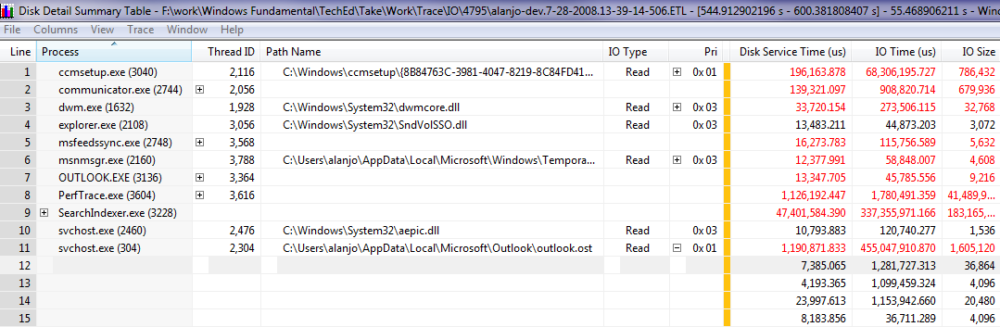 Disk Detail Summary Table - F:\work\Windows Fundamental\TechEd\Take\Work\Trace\IO\4795\alanjo-dev.7-28-2008.13-39-14-506.ETL - [544.912902196 s - 600.381808407 s] - 55.468906211 s - Win
File Columns View Trace Window Help
Line Process Thread ID Path Name IO Type Pri Disk Service Time (us) IO Time (us) IO Size
1 ccmsetup.exe (3040) 2,116 C:\Windows\ccmsetup\{8B84763C-3981-4047-8219-8C84FD41... Read 0x 01 196,163.878 68,306,195.727 786,432
2 communicator.exe (2744) 2,056 139,321.097 908,820.714 679,936
3 dwm.exe (1632) 1,928 C:\Windows\System32\dwmcore.dll Read 0x 03 33,720.154 273,506.115 32,768
4 explorer.exe (2108) 3,056 C:\Windows\System32\SndVolSSO.dll Read 0x 03 13,483.211 44,873.203 3,072
5 msfeedssync.exe (2748) 3,568 16,273.783 115,756.589 5,632
6 msnmsgr.exe (2160) 3,788 C:\Users\alanjo\AppData\Local\Microsoft\Windows\Tempora... Read 0x 03 12,377.991 58,848.007 4,608
7 OUTLOOK.EXE (3136) 3,364 13,347.705 45,785.556 9,216
8 PerfTrace.exe (3604) 3,616 1,126,192.447 1,780,491.359 41,489,9...
9 SearchIndexer.exe (3228) 47,401,584.390 337,355,971.166 183,165,...
10 svchost.exe (2460) 2,476 C:\Windows\System32\aepic.dll Read 0x 03 10,793.883 120,740.277 1,536
11 svchost.exe (304) 2,304 C:\Users\alanjo\AppData\Local\Microsoft\Outlook\outlook.ost Read 0x 01 1,190,871.833 455,047,910.870 1,605,120
12 7,385.065 1,281,727.313 36,864
13 4,193.365 1,099,459.324 4,096
14 23,997.613 1,153,942.660 20,480
15 8,183.856 36,711.289 4,096